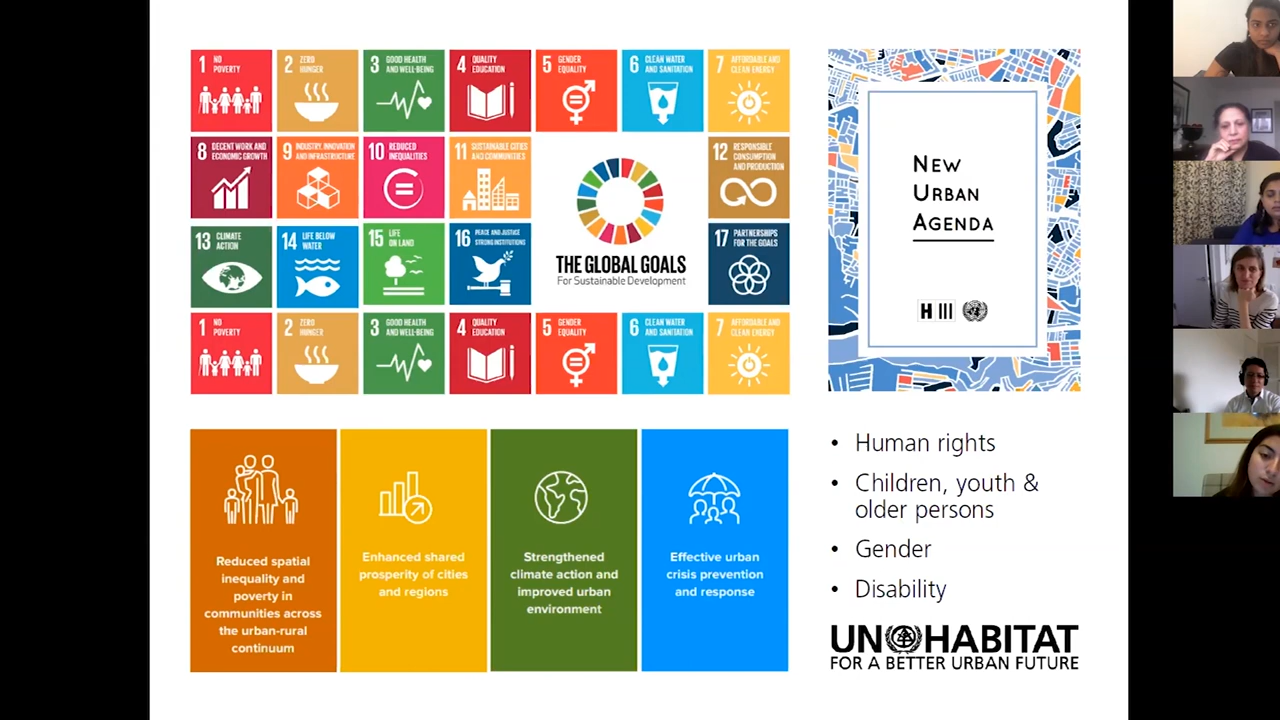 1 NO
POVERTY
2 ZERO
HUNGER
3 GOOD HEALTH
AND WELL-BEING
4 QUALITY
EDUCATION
5 GENDER
EQUALITY
6 CLEAN WATER
AND SANITATION
7 AFFORDABLE AND
CLEAN ENERGY
8 DECENT WORK AND
ECONOMIC GROWTH
9 INDUSTRY, INNOVATION
AND INFRASTRUCTURE
10 REDUCED
INEQUALITIES
11 SUSTAINABLE CITIES
AND COMMUNITIES
12 RESPONSIBLE
CONSUMPTION
AND PRODUCTION
13 CLIMATE
ACTION
14 LIFE BELOW
WATER
15 LIFE
ON LAND
16 PEACE AND JUSTICE
STRONG INSTITUTIONS
THE GLOBAL GOALS
For Sustainable Development
17 PARTNERSHIPS
FOR THE GOALS
1 NO
POVERTY
2 ZERO
HUNGER
3 GOOD HEALTH
AND WELL-BEING
4 QUALITY
EDUCATION
5 GENDER
EQUALITY
6 CLEAN WATER
AND SANITATION
7 AFFORDABLE AND
CLEAN ENERGY
NEW
URBAN
AGENDA
H III
Reduced spatial
inequality and
poverty in
communities across
the urban-rural
continuum
Enhanced shared
prosperity of cities
and regions
Strengthened
climate action and
improved urban
environment
Effective urban
crisis prevention
and response
• Human rights
• Children, youth &
older persons
• Gender
• Disability
UN HABITAT
FOR A BETTER URBAN FUTURE